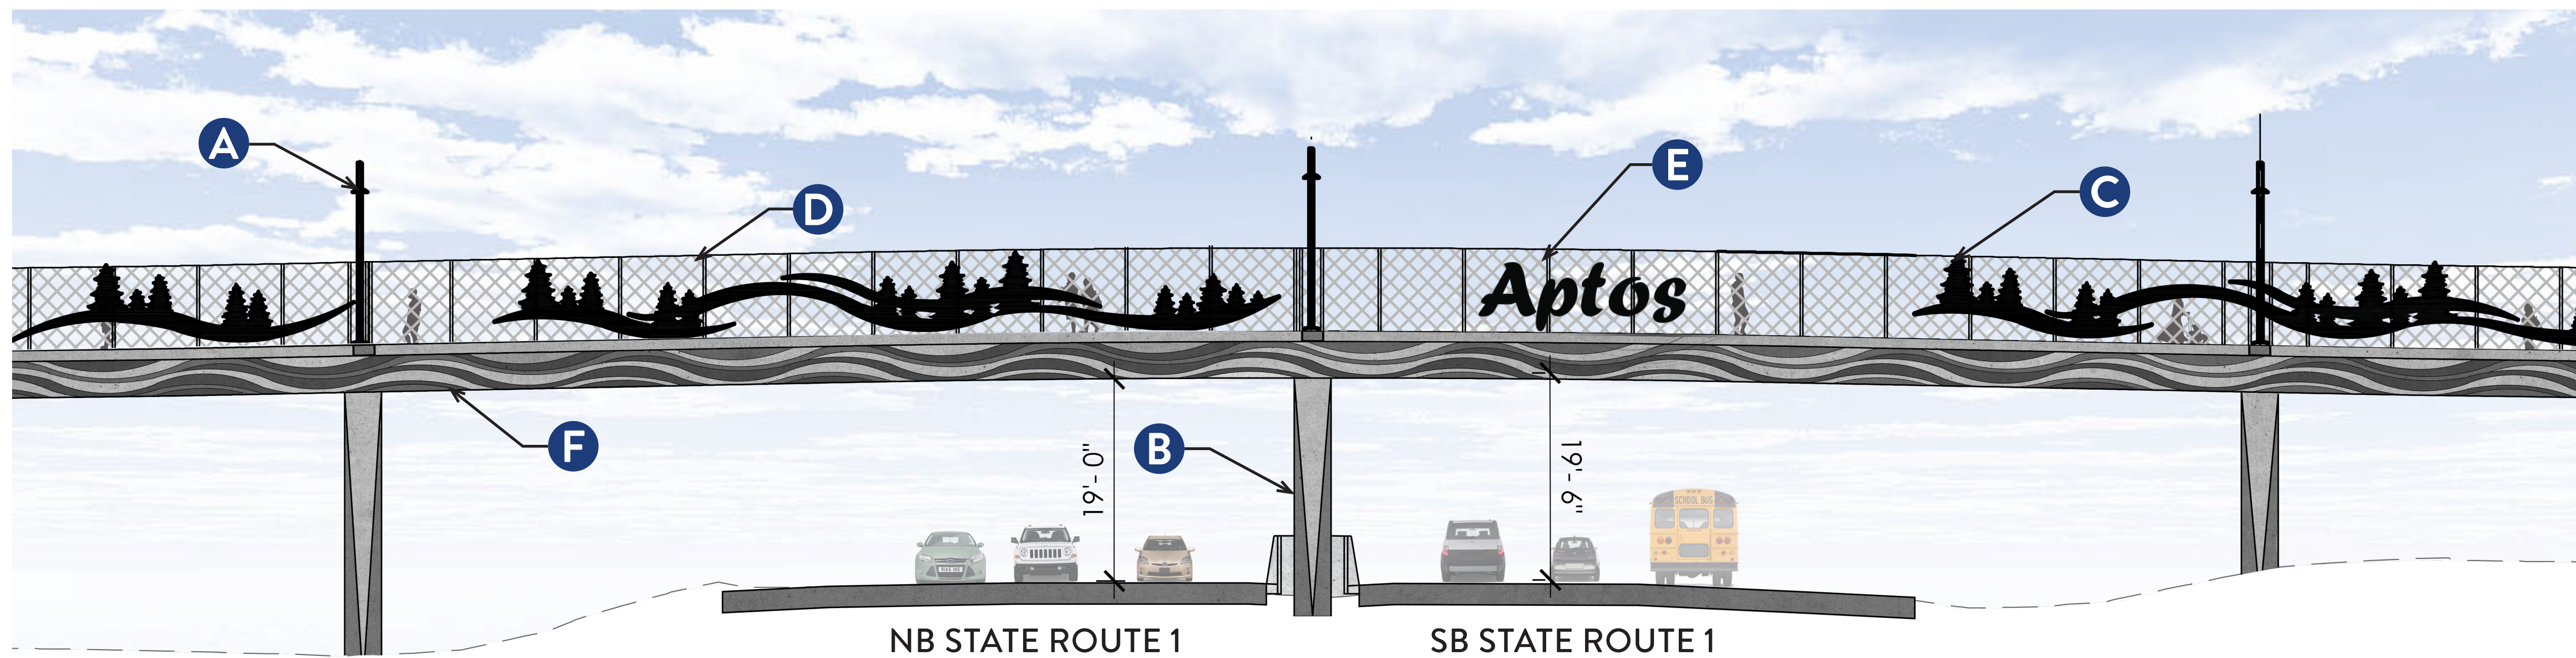 A
E
C
D
Aptos
F
B
19'- 0"
19'- 6"
SCHOOL BUS
NB STATE ROUTE 1
SB STATE ROUTE 1